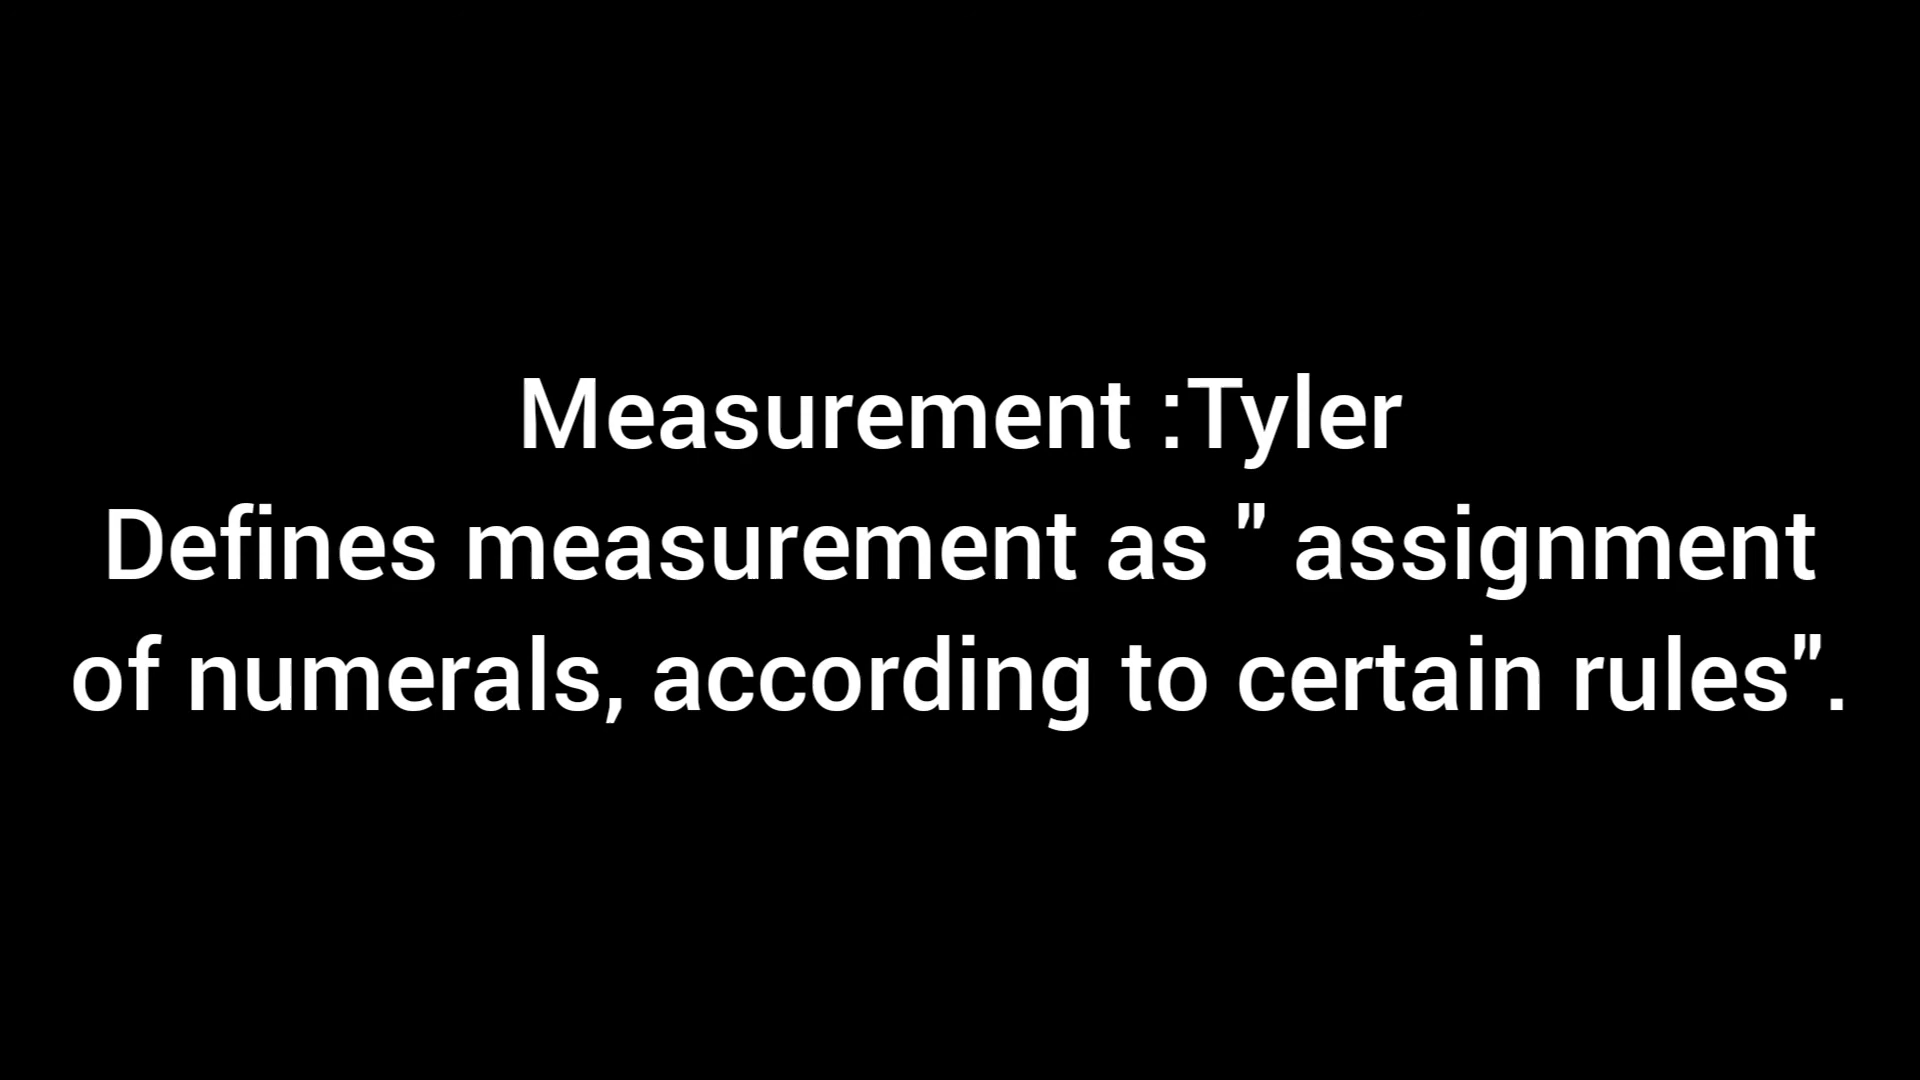 Measurement :Tyler
Defines measurement as " assignment
of numerals, according to certain rules".